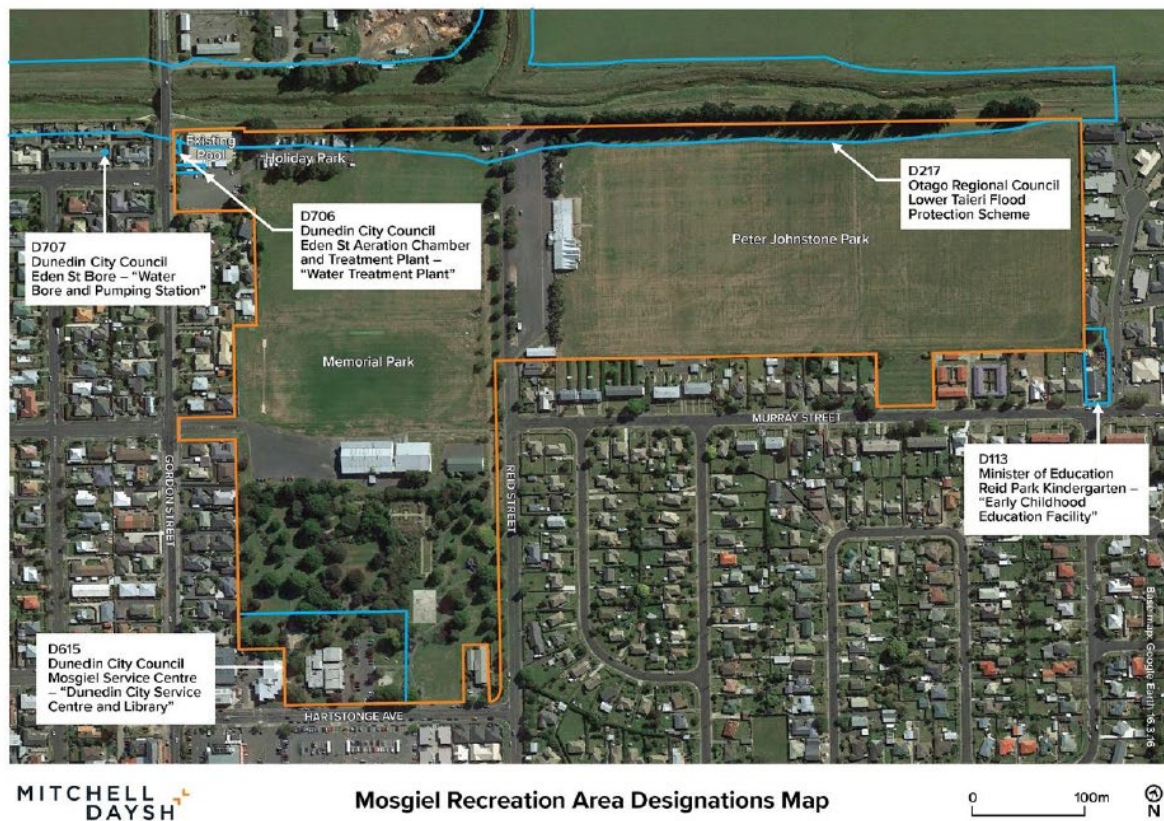 Existing
Pool
Holiday Park
D217
Otago Regional Council
Lower Taieri Flood
Protection Scheme
D706
Dunedin City Council
Eden St Aeration Chamber
and Treatment Plant –
“Water Treatment Plant”
D707
Dunedin City Council
Eden St Bore – “Water
Bore and Pumping Station”
Peter Johnstone Park
Memorial Park
MURRAY STREET
GORDON STREET
REID STREET
D113
Minister of Education
Reid Park Kindergarten –
“Early Childhood
Education Facility”
D615
Dunedin City Council
Mosgiel Service Centre
– “Dunedin City Service
Centre and Library”
HARTSTONGE AVE
Base map: Google Earth 16.3.16
MITCHELL
DAYSH
Mosgiel Recreation Area Designations Map
0 100m
N